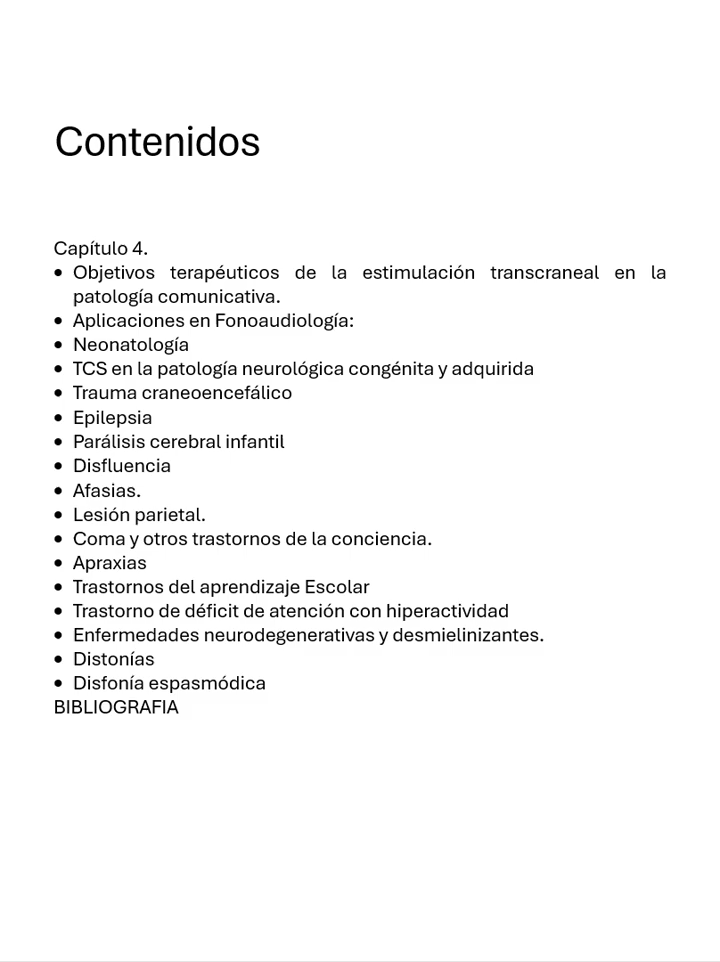 Contenidos
Capítulo 4.
• Objetivos terapéuticos de la estimulación transcraneal en la
patología comunicativa.
• Aplicaciones en Fonoaudiología:
• Neonatología
• TCS en la patología neurológica congénita y adquirida
• Trauma craneoencefálico
• Epilepsia
• Parálisis cerebral infantil
• Disfluencia
• Afasias.
• Lesión parietal.
• Coma y otros trastornos de la conciencia.
• Apraxias
• Trastornos del aprendizaje Escolar
• Trastorno de déficit de atención con hiperactividad
• Enfermedades neurodegenerativas y desmielinizantes.
• Distonías
• Disfonía espasmódica
BIBLIOGRAFIA